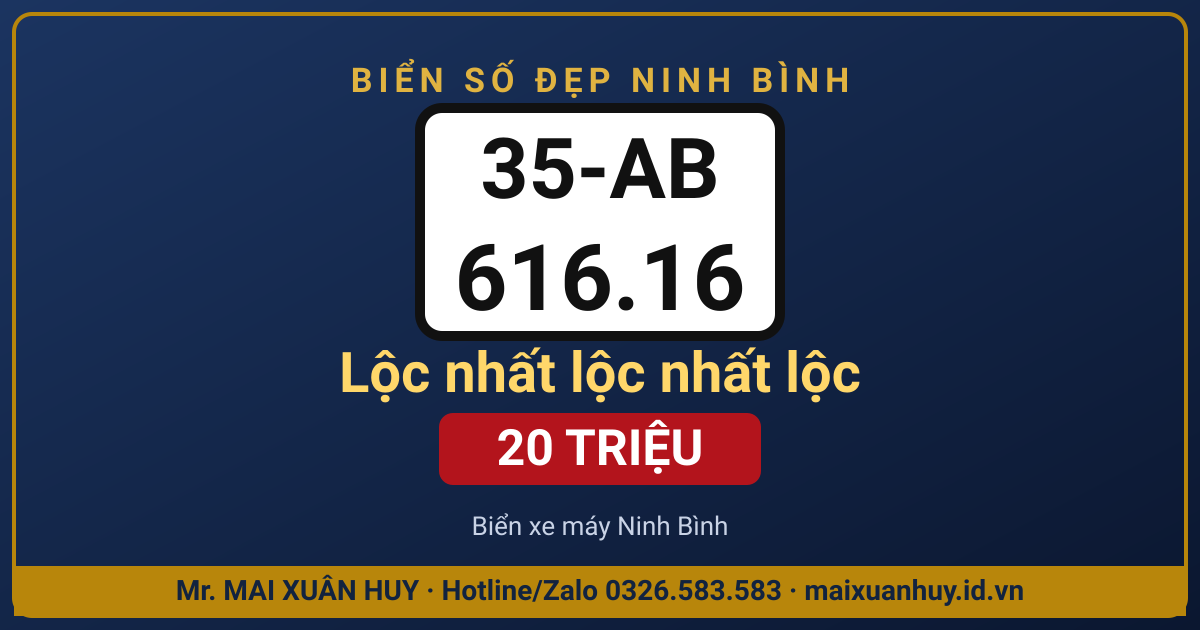 BIỂN SỐ ĐẸP NINH BÌNH
35-AB
616.16
Lộc nhất lộc nhất lộc
20 TRIỆU
Biển xe máy Ninh Bình
Mr. MAI XUÂN HUY · Hotline/Zalo 0326.583.583 · maixuanhuy.id.vn